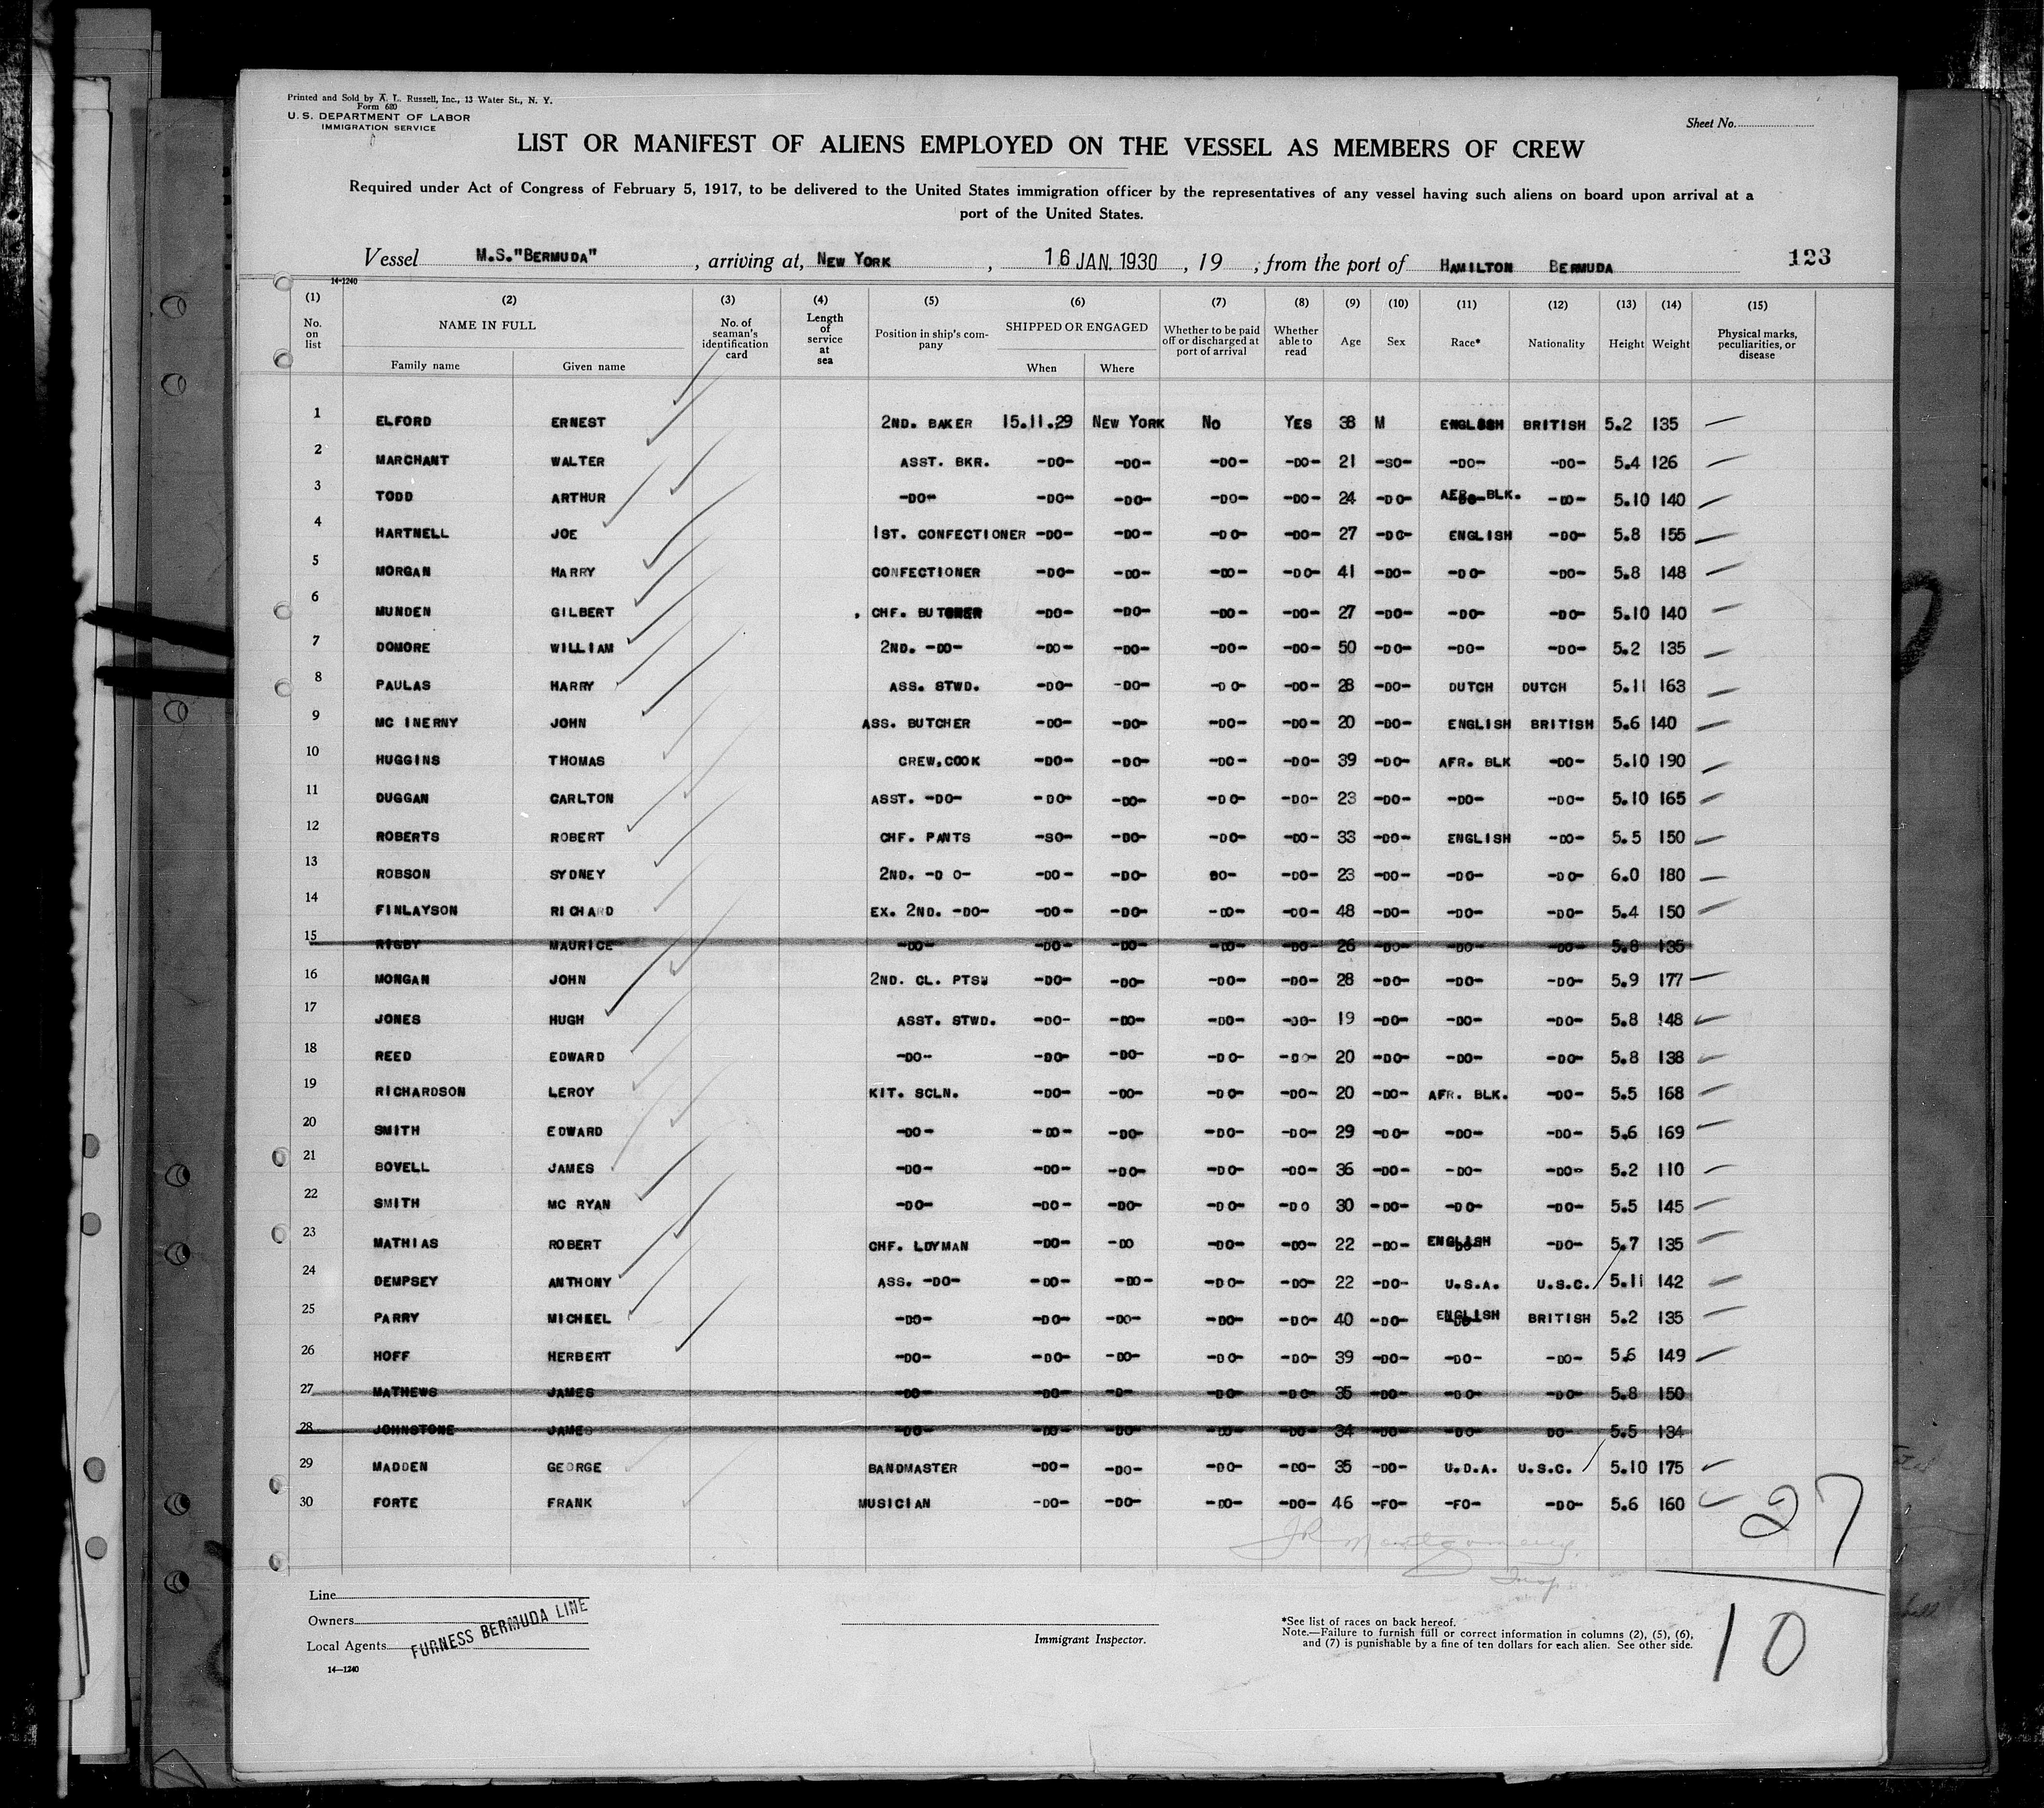 Printed and Sold by A. L. Russell, Inc., 13 Water St., N. Y.
Form 680
U. S. DEPARTMENT OF LABOR
IMMIGRATION SERVICE
Sheet No.
LIST OR MANIFEST OF ALIENS EMPLOYED ON THE VESSEL AS MEMBERS OF CREW
Required under Act of Congress of February 5, 1917, to be delivered to the United States immigration officer by the representatives of any vessel having such aliens on board upon arrival at a
port of the United States.
Vessel M.S."BERMUDA", arriving at, NEW YORK, 16 JAN. 1930, 19 ; from the port of HAMILTON BERMUDA 123
14-1240
(1) (2) (3) (4) (5) (6) (7) (8) (9) (10) (11) (12) (13) (14) (15)
No. on list NAME IN FULL Family name Given name No. of seaman's identification card Length of service at sea Position in ship's company SHIPPED OR ENGAGED When Where Whether to be paid off or discharged at port of arrival Whether able to read Age Sex Race* Nationality Height Weight Physical marks, peculiarities, or disease
1 ELFORD ERNEST 2ND. BAKER 15.11.29 NEW YORK NO YES 38 M ENGLISH BRITISH 5.2 135
2 MARCHANT WALTER ASST. BKR. -DO- -DO- -DO- -DO- 21 -SO- -DO- -DO- 5.4 126
3 TODD ARTHUR -DO- -DO- -DO- -DO- -DO- 24 -DO- AFR. BLK. -DO- 5.10 140
4 HARTNELL JOE 1ST. CONFECTIONER -DO- -DO- -DO- -DO- 27 -DO- ENGLISH -DO- 5.8 155
5 MORGAN HARRY CONFECTIONER -DO- -DO- -DO- -DO- 41 -DO- -DO- -DO- 5.8 148
6 MUNDEN GILBERT CHF. BUTCHER -DO- -DO- -DO- -DO- 27 -DO- -DO- -DO- 5.10 140
7 DOMORE WILLIAM 2ND. -DO- -DO- -DO- -DO- -DO- 50 -DO- -DO- -DO- 5.2 135
8 PAULAS HARRY ASS. STWD. -DO- -DO- -DO- -DO- 28 -DO- DUTCH DUTCH 5.11 163
9 MC INERNY JOHN ASS. BUTCHER -DO- -DO- -DO- -DO- 20 -DO- ENGLISH BRITISH 5.6 140
10 HUGGINS THOMAS CREW,COOK -DO- -DO- -DO- -DO- 39 -DO- AFR. BLK -DO- 5.10 190
11 DUGGAN CARLTON ASST. -DO- -DO- -DO- -DO- -DO- 23 -DO- -DO- -DO- 5.10 165
12 ROBERTS ROBERT CHF. PANTS -SO- -DO- -DO- -DO- 33 -DO- ENGLISH -DO- 5.5 150
13 ROBSON SYDNEY 2ND. -DO- -DO- -DO- DO- -DO- 23 -DO- -DO- -DO- 6.0 180
14 FINLAYSON RICHARD EX. 2ND. -DO- -DO- -DO- -DO- -DO- 48 -DO- -DO- -DO- 5.4 150
15 RIGBY MAURICE -DO- -DO- -DO- -DO- -DO- 26 -DO- -DO- -DO- 5.8 135
16 MONGAN JOHN 2ND. CL. PTSW -DO- -DO- -DO- -DO- 28 -DO- -DO- -DO- 5.9 177
17 JONES HUGH ASST. STWD. -DO- -DO- -DO- -DO- 19 -DO- -DO- -DO- 5.8 148
18 REED EDWARD -DO- -DO- -DO- -DO- -DO- 20 -DO- -DO- -DO- 5.8 138
19 RICHARDSON LEROY KIT. SCLN. -DO- -DO- -DO- -DO- 20 -DO- AFR. BLK. -DO- 5.5 168
20 SMITH EDWARD -DO- -DO- -DO- -DO- -DO- 29 -DO- -DO- -DO- 5.6 169
21 BOVELL JAMES -DO- -DO- -DO- -DO- -DO- 36 -DO- -DO- -DO- 5.2 110
22 SMITH MC RYAN -DO- -DO- -DO- -DO- -DO 30 -DO- -DO- -DO- 5.5 145
23 MATHIAS ROBERT CHF. LDYMAN -DO- -DO -DO- -DO- 22 -DO- ENGLISH -DO- 5.7 135
24 DEMPSEY ANTHONY ASS. -DO- -DO- -DO- -DO- -DO- 22 -DO- U.S.A. U.S.C. 5.11 142
25 PARRY MICHEEL -DO- -DO- -DO- -DO- -DO- 40 -DO- ENGLISH BRITISH 5.2 135
26 HOFF HERBERT -DO- -DO- -DO- -DO- -DO- 39 -DO- -DO- -DO- 5.6 149
27 MATHEWS JAMES -DO- -DO- -D- -DO- -DO- 35 -DO- -DO- -DO- 5.8 150
28 JOHNSTONE JAMES -DO- -DO- -DO- -DO- -DO- 34 -DO- -DO- DO- 5.5 134
29 MADDEN GEORGE BANDMASTER -DO- -DO- -DO- -DO- 35 -DO- U.D.A. U.S.C. 5.10 175
30 FORTE FRANK MUSICIAN -DO- -DO- -DO- -DO- 46 -FO- -FO- -DO- 5.6 160
27
JR Montgomery
Insp.
Line
Owners
Local Agents FURNESS BERMUDA LINE
14-1240
Immigrant Inspector.
*See list of races on back hereof.
Note.—Failure to furnish full or correct information in columns (2), (5), (6),
and (7) is punishable by a fine of ten dollars for each alien. See other side.
10